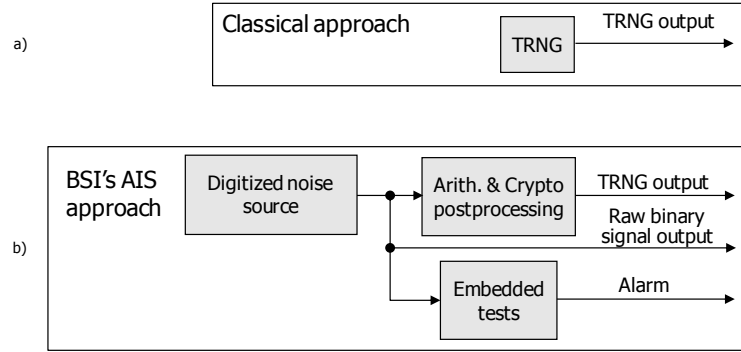 a)
Classical approach
TRNG
TRNG output
b)
BSI's AIS
approach
Digitized noise
source
Arith. & Crypto
postprocessing
TRNG output
Raw binary
signal output
Embedded
tests
Alarm